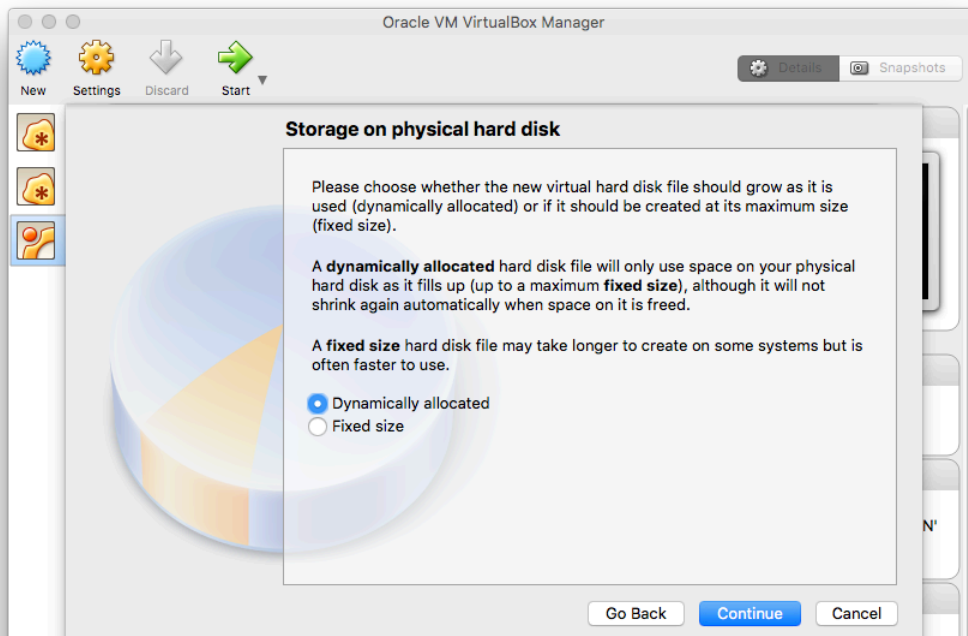 Oracle VM VirtualBox Manager
New
Settings
Discard
Start
Details
Snapshots
Storage on physical hard disk
Please choose whether the new virtual hard disk file should grow as it is
used (dynamically allocated) or if it should be created at its maximum size
(fixed size).
A dynamically allocated hard disk file will only use space on your physical
hard disk as it fills up (up to a maximum fixed size), although it will not
shrink again automatically when space on it is freed.
A fixed size hard disk file may take longer to create on some systems but is
often faster to use.
Dynamically allocated
Fixed size
N'
Go Back
Continue
Cancel